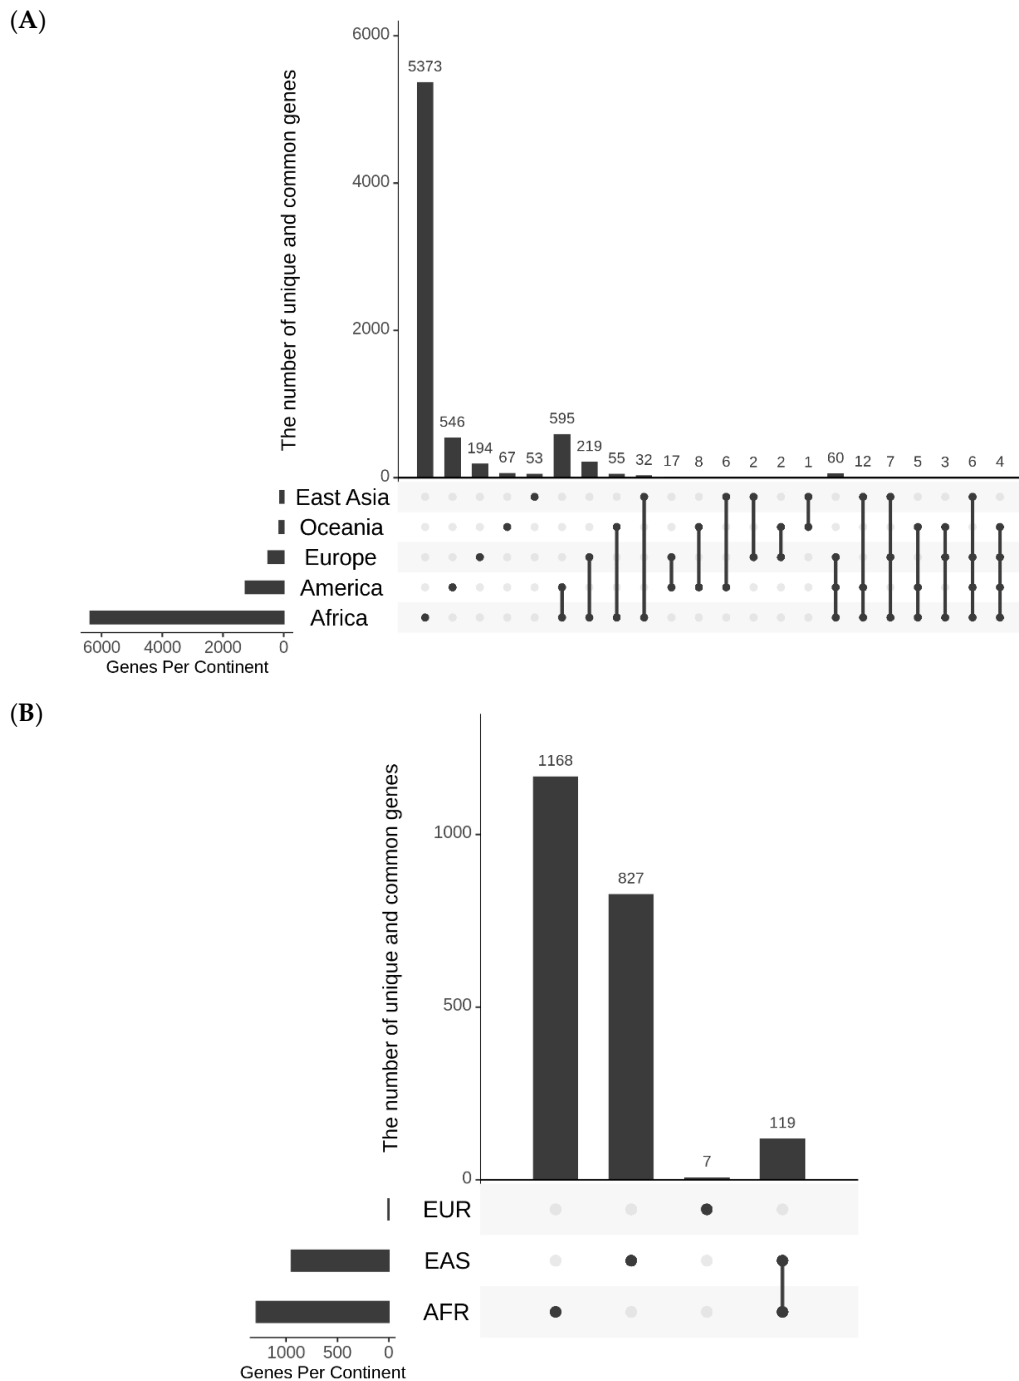 (A)
The number of unique and common genes
6000
4000
2000
0
5373
546
194
67
53
595
219
55
32
17
8
6
2
2
1
60
12
7
5
3
6
4
East Asia
Oceania
Europe
America
Africa
6000 4000 2000 0
Genes Per Continent
(B)
The number of unique and common genes
1000
500
0
1168
827
7
119
EUR
EAS
AFR
1000 500 0
Genes Per Continent